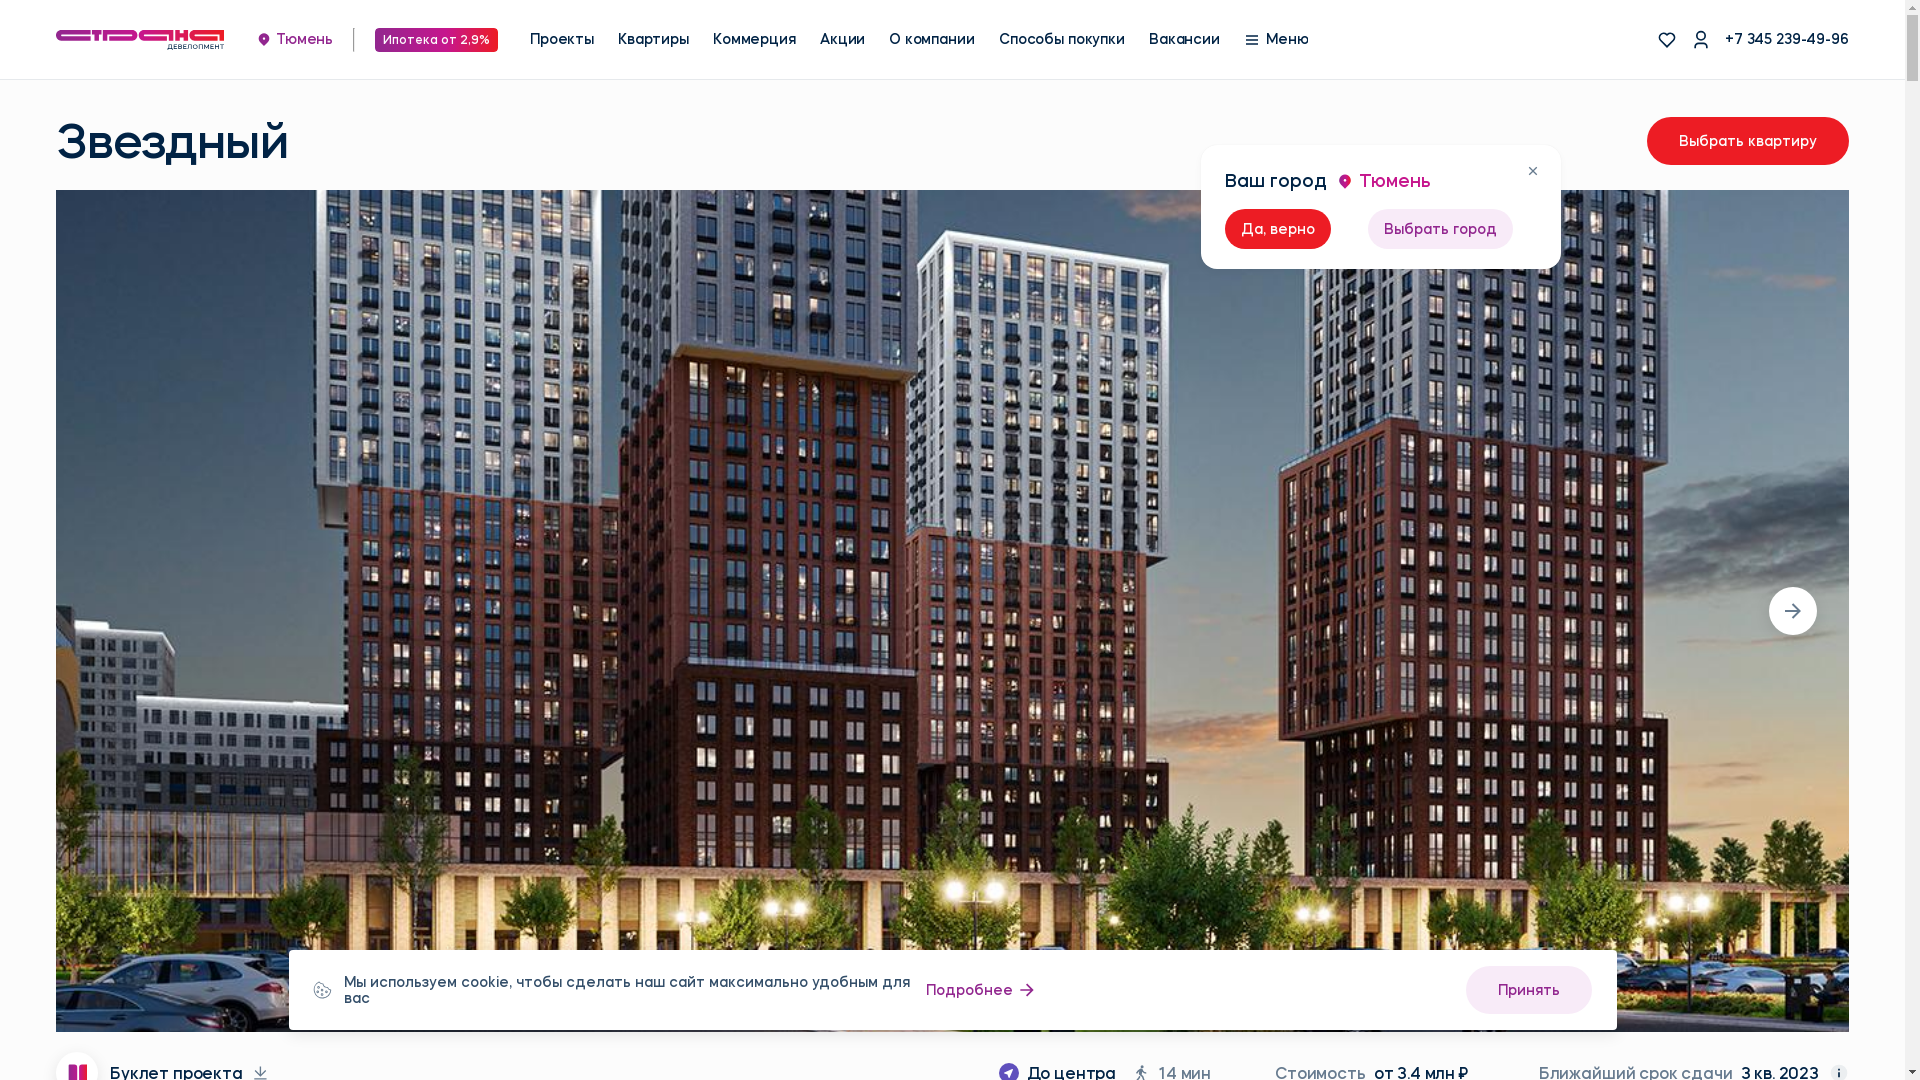 страна
ДЕВЕЛОПМЕНТ
Тюмень
Ипотека от 2,9%
Проекты
Квартиры
Коммерция
Акции
О компании
Способы покупки
Вакансии
Меню
+7 345 239-49-96
Звездный
Выбрать квартиру
Ваш город
Тюмень
Да, верно
Выбрать город
Мы используем cookie, чтобы сделать наш сайт максимально удобным для
вас
Подробнее
Принять
Буклет проекта
До центра
14 мин
Стоимость от 3.4 млн ₽
Ближайший срок сдачи 3 кв. 2023